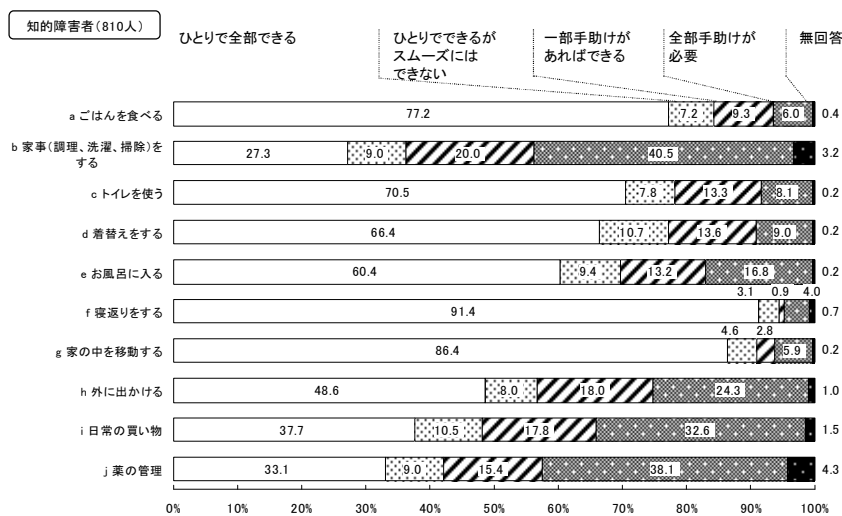 知的障害者(810人)
ひとりで全部できる
ひとりでできるが
スムーズには
できない
一部手助けが
あればできる
全部手助けが
必要
無回答
a ごはんを食べる 77.2 7.2 9.3 6.0 0.4
b 家事(調理、洗濯、掃除)を
する 27.3 9.0 20.0 40.5 3.2
c トイレを使う 70.5 7.8 13.3 8.1 0.2
d 着替えをする 66.4 10.7 13.6 9.0 0.2
e お風呂に入る 60.4 9.4 13.2 16.8 0.2
3.1 0.9 4.0
f 寝返りをする 91.4 0.7
4.6 2.8
g 家の中を移動する 86.4 5.9 0.2
h 外に出かける 48.6 8.0 18.0 24.3 1.0
i 日常の買い物 37.7 10.5 17.8 32.6 1.5
j 薬の管理 33.1 9.0 15.4 38.1 4.3
0% 10% 20% 30% 40% 50% 60% 70% 80% 90% 100%